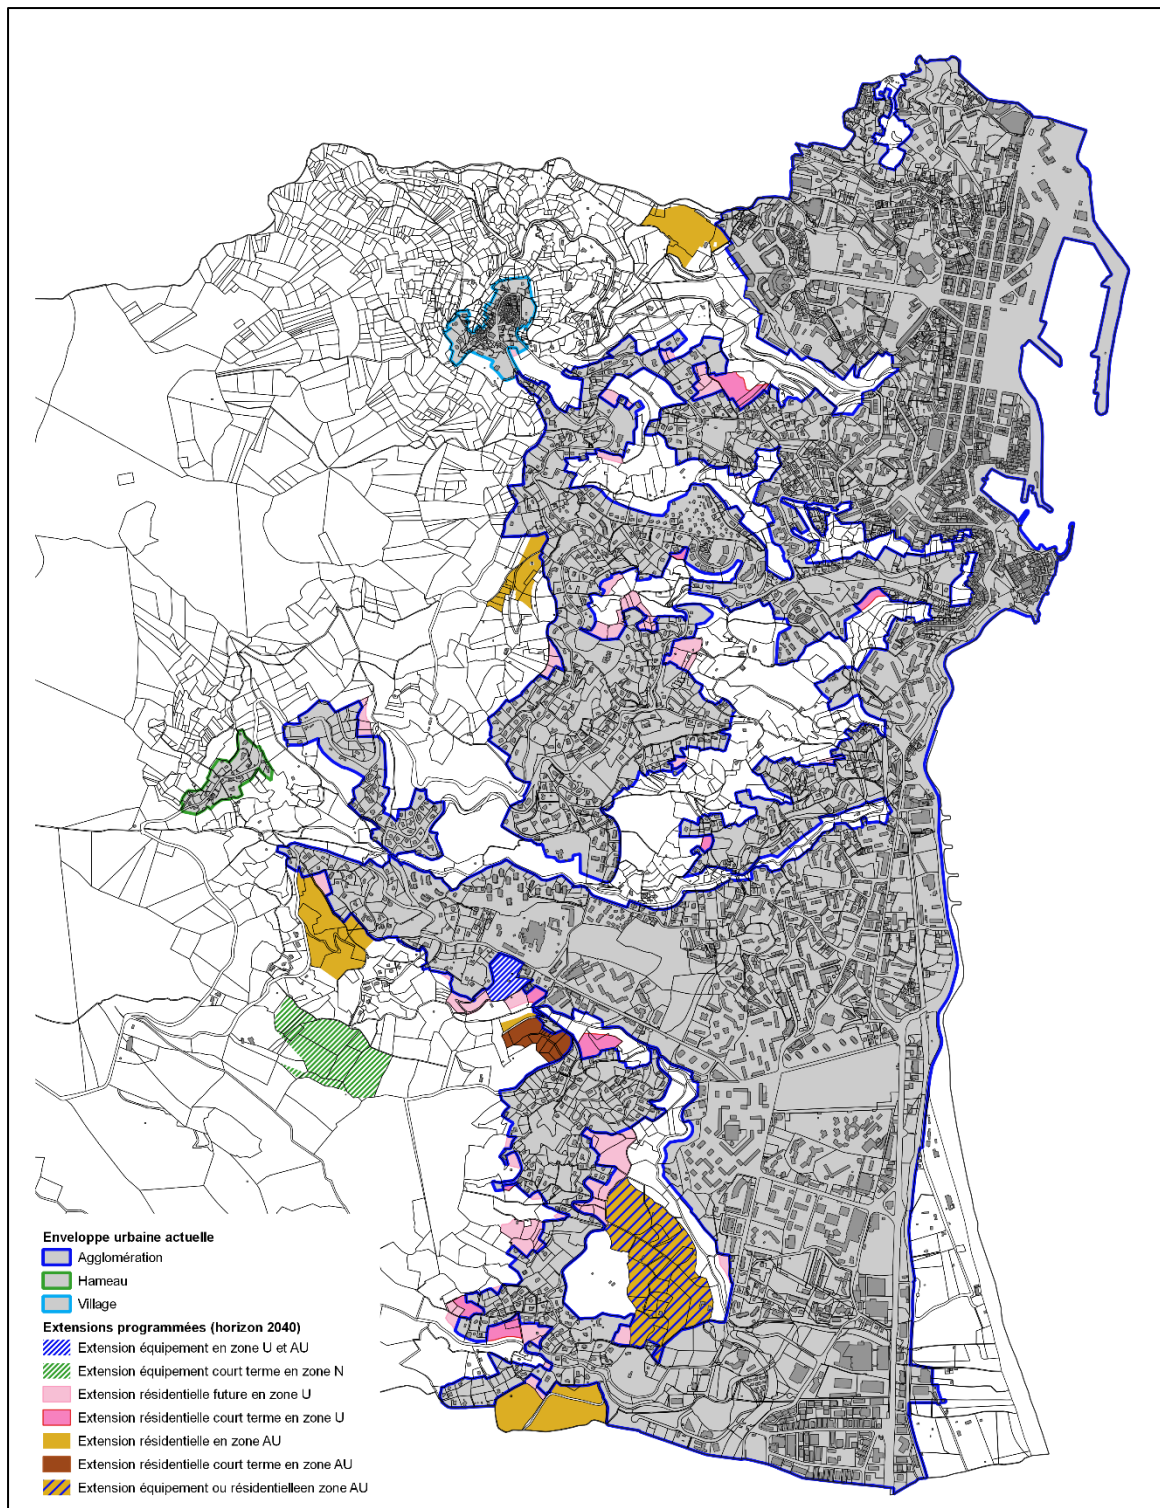 Enveloppe urbaine actuelle
Agglomération
Hameau
Village
Extensions programmées (horizon 2040)
Extension équipement en zone U et AU
Extension équipement court terme en zone N
Extension résidentielle future en zone U
Extension résidentielle court terme en zone U
Extension résidentielle en zone AU
Extension résidentielle court terme en zone AU
Extension équipement ou résidentielleen zone AU